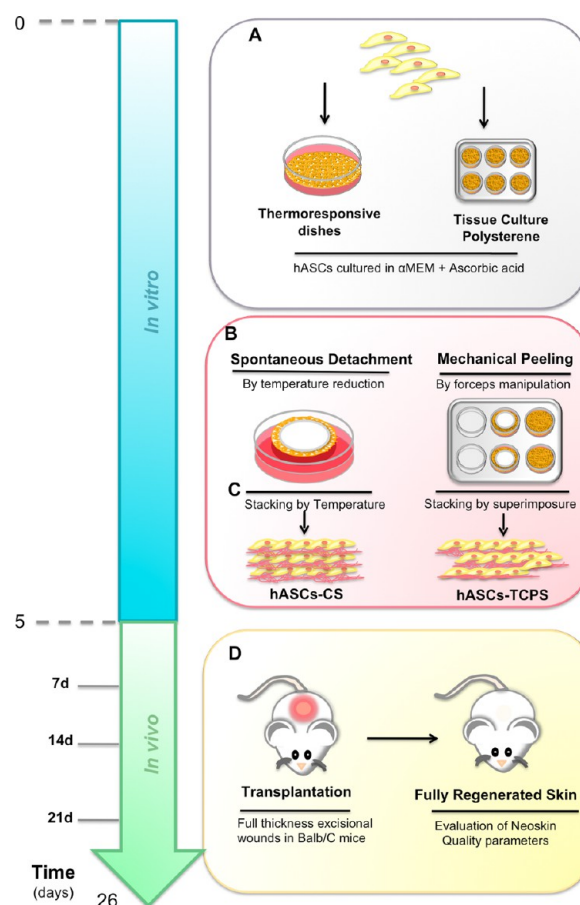 0
In vitro
A
Thermoresponsive
dishes
Tissue Culture
Polysterene
hASCs cultured in αMEM + Ascorbic acid
B
Spontaneous Detachment
By temperature reduction
Mechanical Peeling
By forceps manipulation
C
Stacking by Temperature
Stacking by superimposure
hASCs-CS
hASCs-TCPS
5
In vivo
7d
14d
21d
Time
(days)
26
D
Transplantation
Full thickness excisional
wounds in Balb/C mice
Fully Regenerated Skin
Evaluation of Neoskin
Quality parameters